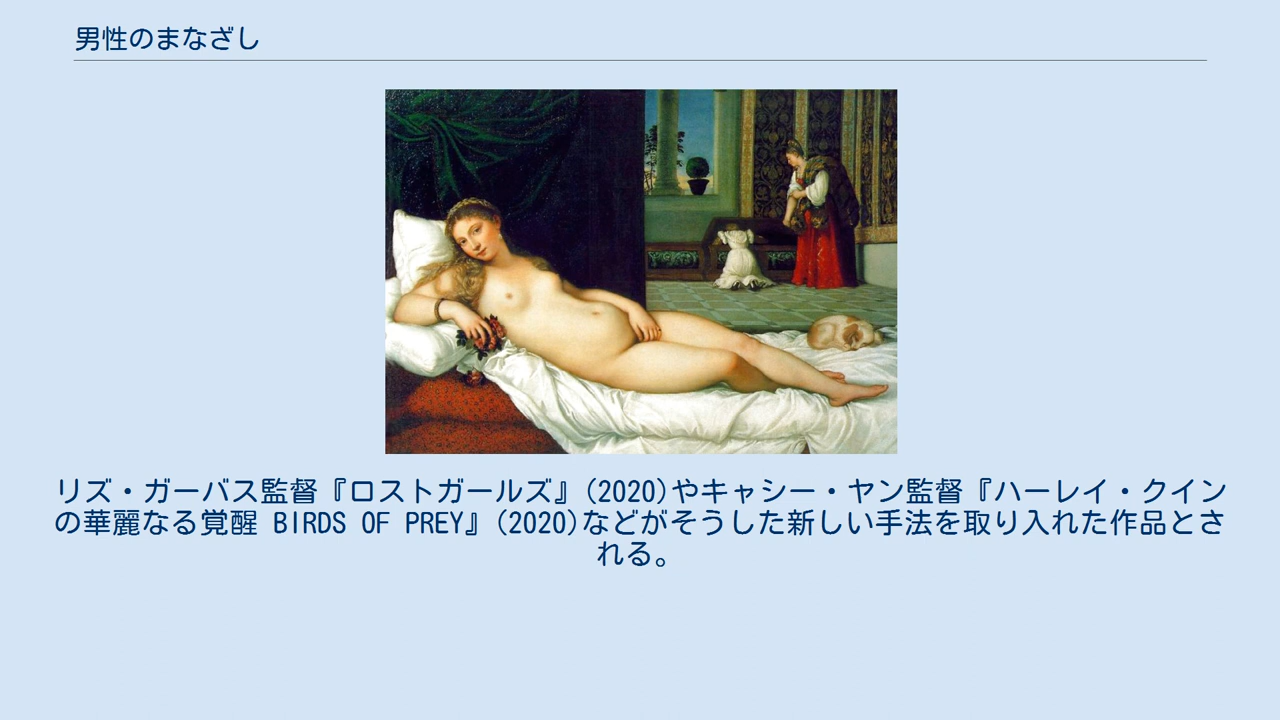 男性のまなざし
リズ・ガーバス監督『ロストガールズ』(2020)やキャシー・ヤン監督『ハーレイ・クイン
の華麗なる覚醒 BIRDS OF PREY』(2020)などがそうした新しい手法を取り入れた作品とさ
れる。